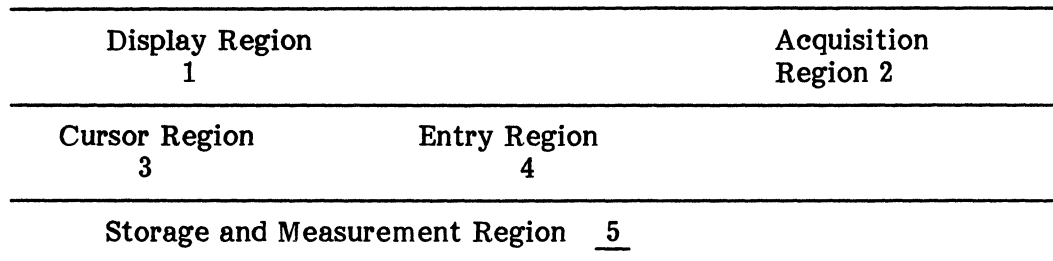 Display Region
1
Acquisition
Region 2
Cursor Region
3
Entry Region
4
Storage and Measurement Region 5